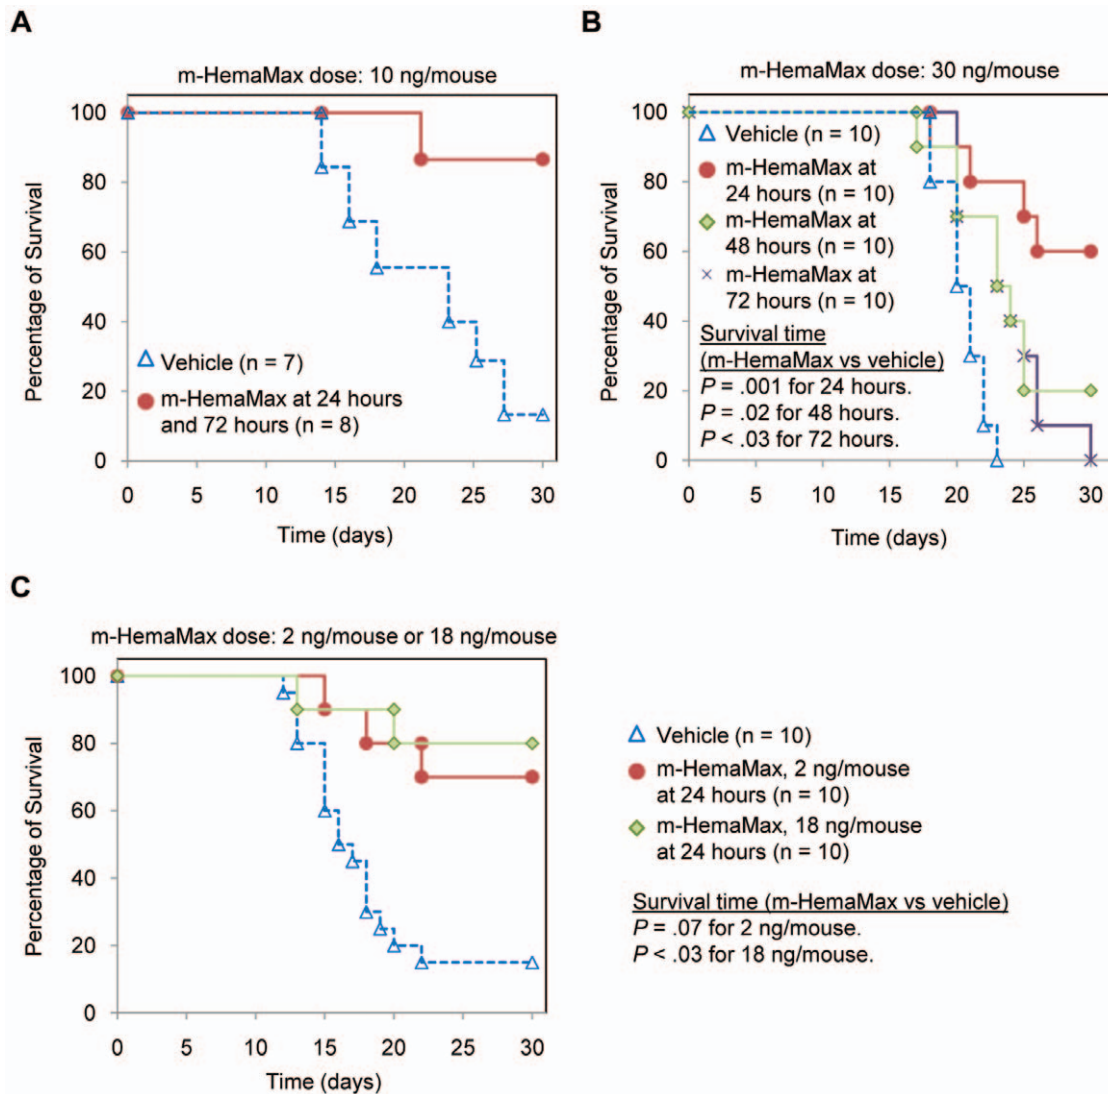 A
m-HemaMax dose: 10 ng/mouse
Percentage of Survival
100
80
60
40
20
0
Vehicle (n = 7)
m-HemaMax at 24 hours
and 72 hours (n = 8)
0 5 10 15 20 25 30
Time (days)
B
m-HemaMax dose: 30 ng/mouse
Percentage of Survival
100
80
60
40
20
0
Vehicle (n = 10)
m-HemaMax at
24 hours (n = 10)
m-HemaMax at
48 hours (n = 10)
m-HemaMax at
72 hours (n = 10)
Survival time
(m-HemaMax vs vehicle)
P = .001 for 24 hours.
P = .02 for 48 hours.
P < .03 for 72 hours.
0 5 10 15 20 25 30
Time (days)
C
m-HemaMax dose: 2 ng/mouse or 18 ng/mouse
Percentage of Survival
100
80
60
40
20
0
0 5 10 15 20 25 30
Time (days)
Vehicle (n = 10)
m-HemaMax, 2 ng/mouse
at 24 hours (n = 10)
m-HemaMax, 18 ng/mouse
at 24 hours (n = 10)
Survival time (m-HemaMax vs vehicle)
P = .07 for 2 ng/mouse.
P < .03 for 18 ng/mouse.